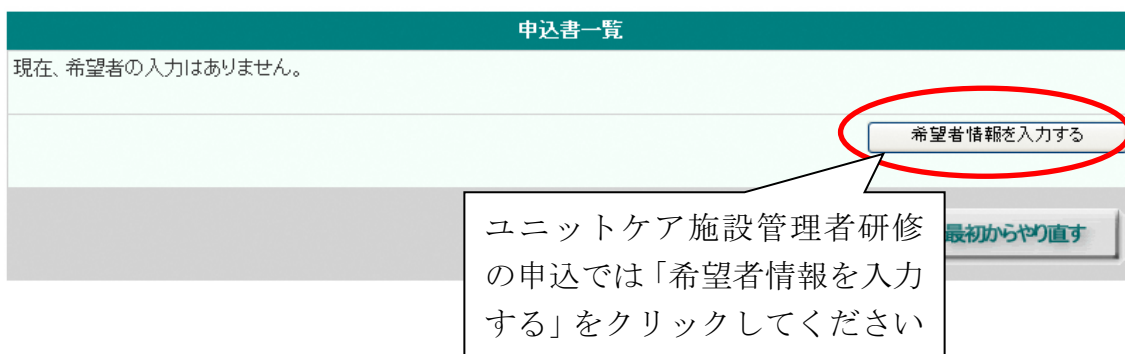 申込書一覧
現在、希望者の入力はありません。
希望者情報を入力する
ユニットケア施設管理者研修
の申込では「希望者情報を入力
する」をクリックしてください
最初からやり直す